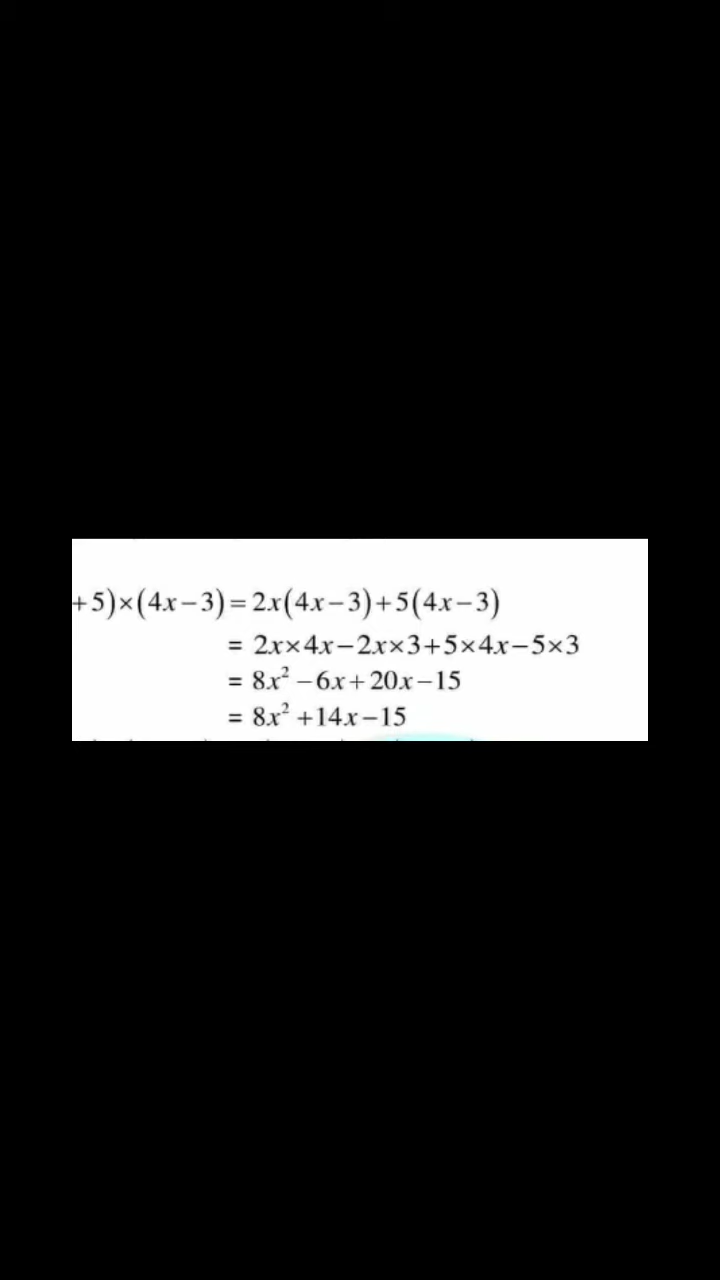 +5)×(4x−3)=2x(4x−3)+5(4x−3)
= 2x×4x−2x×3+5×4x−5×3
= 8x²−6x+20x−15
= 8x²+14x−15